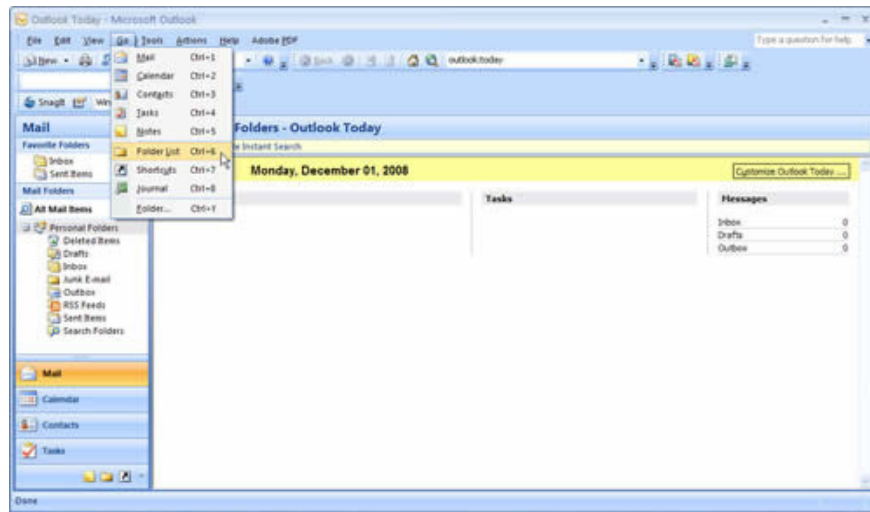 Outlook Today - Microsoft Outlook
File Edit View Go Tools Actions Help Adobe PDF
Type a question for help
New
Back
outlook:today
SnagIt
Mail Ctrl+1
Calendar Ctrl+2
Contacts Ctrl+3
Tasks Ctrl+4
Notes Ctrl+5
Folder List Ctrl+6
Shortcuts Ctrl+7
Journal Ctrl+8
Folder... Ctrl+Y
Mail
Favorite Folders
Inbox
Sent Items
Mail Folders
All Mail Items
Personal Folders
Deleted Items
Drafts
Inbox
Junk E-mail
Outbox
RSS Feeds
Sent Items
Search Folders
Mail
Calendar
Contacts
Tasks
Folders - Outlook Today
Instant Search
Monday, December 01, 2008
Customize Outlook Today ...
Tasks
Messages
Inbox 0
Drafts 0
Outbox 0
Done